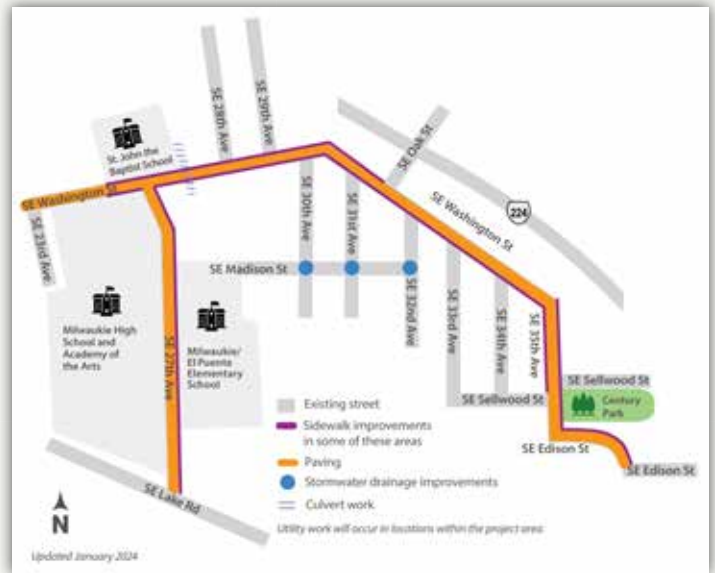 SE 28th Ave
SE 29th Ave
St. John the
Baptist School
SE Washington St
SE 23rd Ave
SE Oak St
224
SE Washington St
SE 30th Ave
SE 31st Ave
SE Madison St
SE 32nd Ave
SE 33rd Ave
SE 34th Ave
SE 35th Ave
Milwaukie High
School and
Academy of
the Arts
SE 27th Ave
Milwaukie/
El Puente
Elementary
School
SE Sellwood St
SE Sellwood St
Century
Park
SE Edison St
SE Edison St
SE Lake Rd
Existing street
Sidewalk improvements
in some of these areas
Paving
Stormwater drainage improvements
Culvert work
Utility work will occur in locations within the project area
N
Updated January 2024